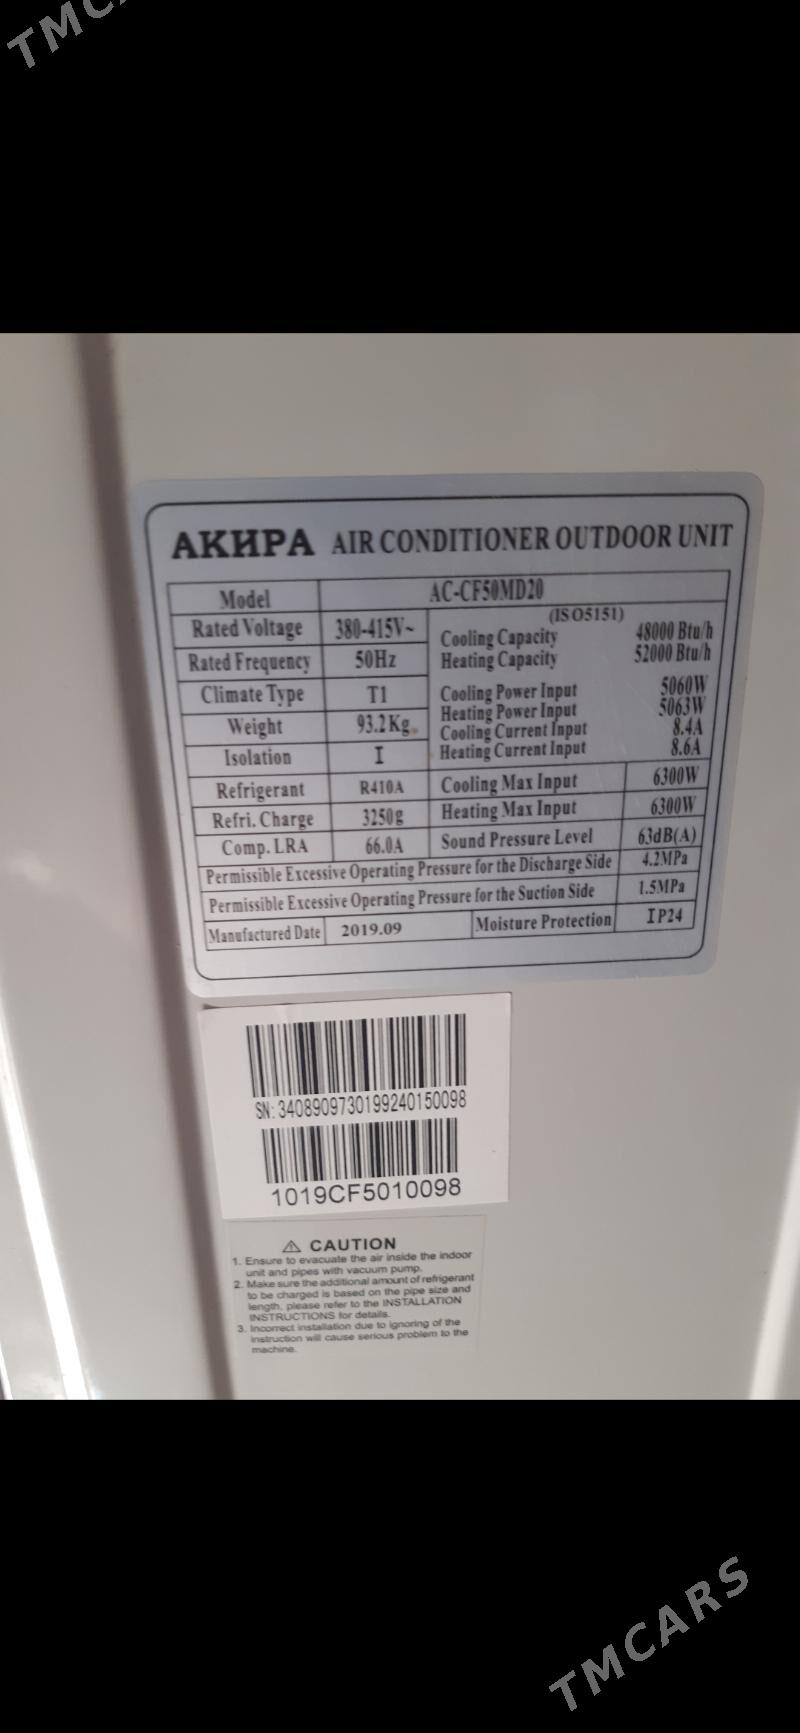 TMCA
AKHPA AIR CONDITIONER OUTDOOR UNIT
Model AC-CF50MD20
Rated Voltage 380-415V~ (ISO5151)
Cooling Capacity 48000 Btu/h
Rated Frequency 50Hz Heating Capacity 52000 Btu/h
Climate Type T1 Cooling Power Input 5060W
Heating Power Input 5063W
Weight 93.2Kg Cooling Current Input 8.4A
Isolation I Heating Current Input 8.6A
Refrigerant R410A Cooling Max Input 6300W
Refri. Charge 3250g Heating Max Input 6300W
Comp. LRA 66.0A Sound Pressure Level 63dB(A)
Permissible Excessive Operating Pressure for the Discharge Side 4.2MPa
Permissible Excessive Operating Pressure for the Suction Side 1.5MPa
Manufactured Date 2019.09 Moisture Protection IP24
SN: 3408909730199240150098
1019CF5010098
⚠ CAUTION
1. Ensure to evacuate the air inside the indoor
unit and pipes with vacuum pump.
2. Make sure the additional amount of refrigerant
to be charged is based on the pipe size and
length, please refer to the INSTALLATION
INSTRUCTIONS for details.
3. Incorrect installation due to ignoring of the
instruction will cause serious problem to the
machine.
TMCARS